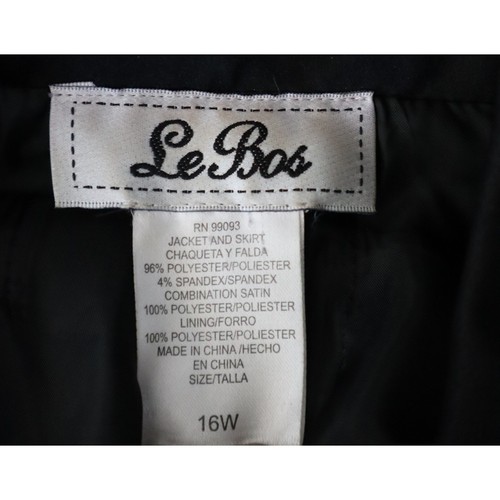 Le Bos
RN 99093
JACKET AND SKIRT
CHAQUETA Y FALDA
96% POLYESTER/POLIESTER
4% SPANDEX/SPANDEX
COMBINATION SATIN
100% POLYESTER/POLIESTER
LINING/FORRO
100% POLYESTER/POLIESTER
MADE IN CHINA /HECHO
EN CHINA
SIZE/TALLA
16W